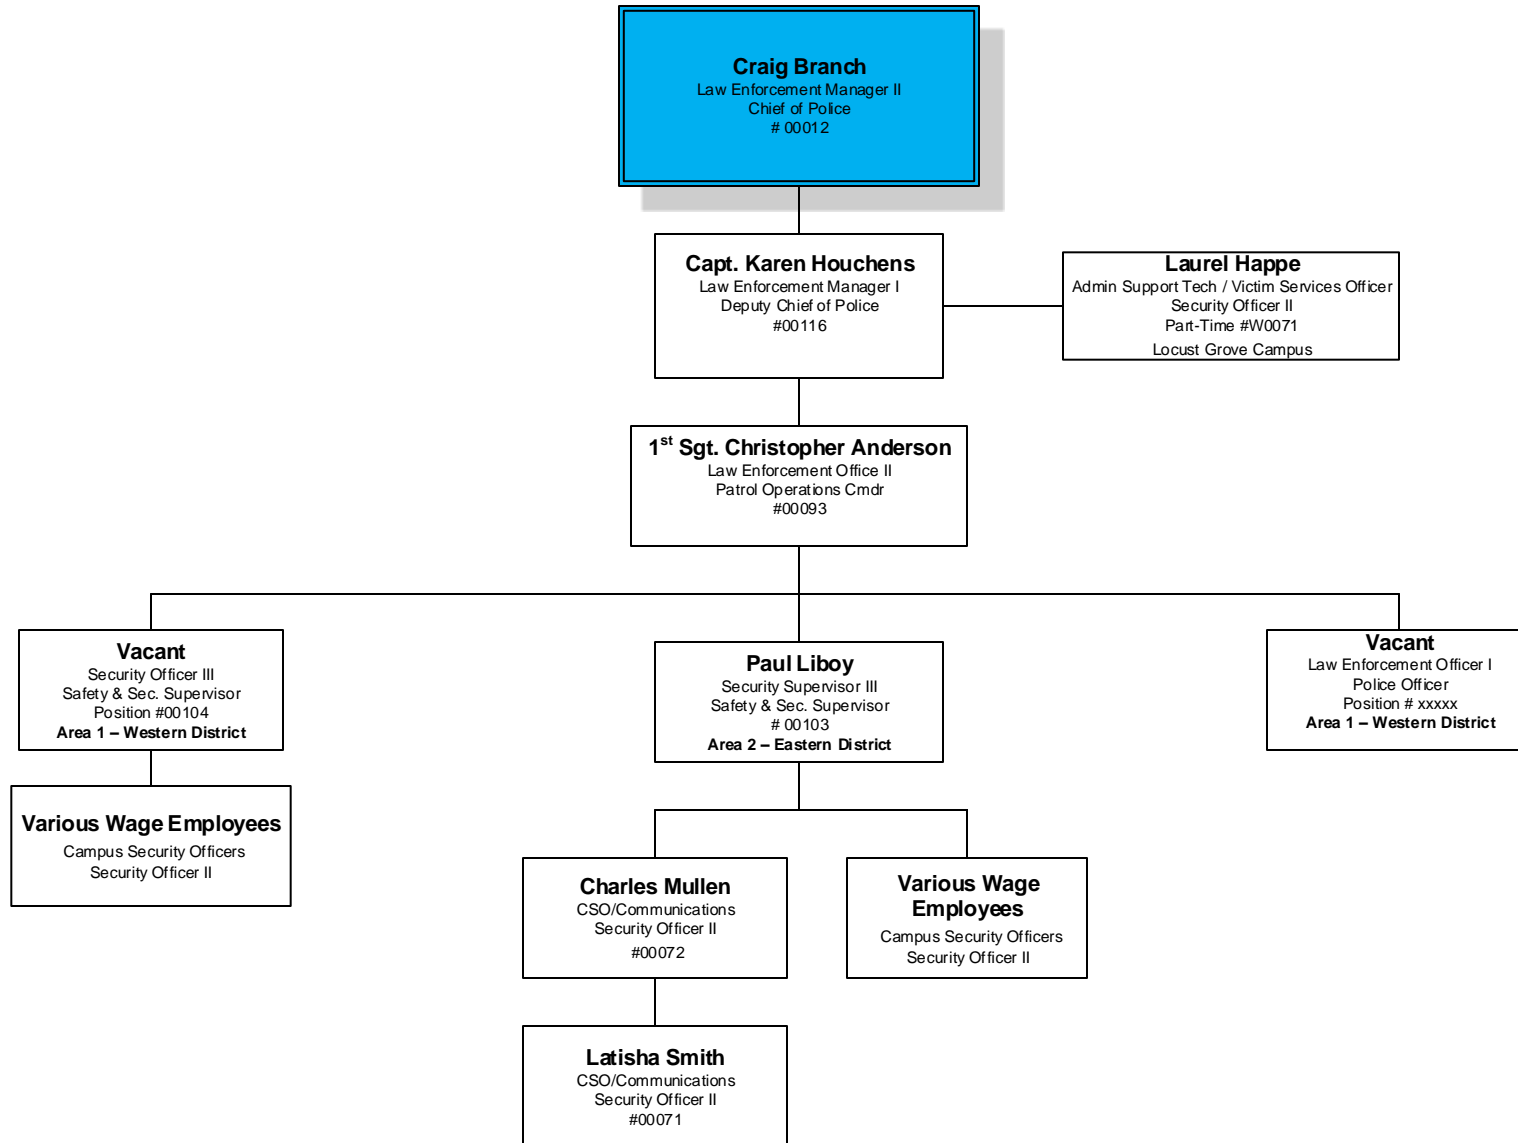 Craig Branch
Law Enforcement Manager II
Chief of Police
# 00012
Capt. Karen Houchens
Law Enforcement Manager I
Deputy Chief of Police
#00116
Laurel Happe
Admin Support Tech / Victim Services Officer
Security Officer II
Part-Time #W0071
Locust Grove Campus
1st Sgt. Christopher Anderson
Law Enforcement Office II
Patrol Operations Cmdr
#00093
Vacant
Security Officer III
Safety & Sec. Supervisor
Position #00104
Area 1 – Western District
Paul Liboy
Security Supervisor III
Safety & Sec. Supervisor
# 00103
Area 2 – Eastern District
Vacant
Law Enforcement Officer I
Police Officer
Position # xxxxx
Area 1 – Western District
Various Wage Employees
Campus Security Officers
Security Officer II
Charles Mullen
CSO/Communications
Security Officer II
#00072
Various Wage
Employees
Campus Security Officers
Security Officer II
Latisha Smith
CSO/Communications
Security Officer II
#00071